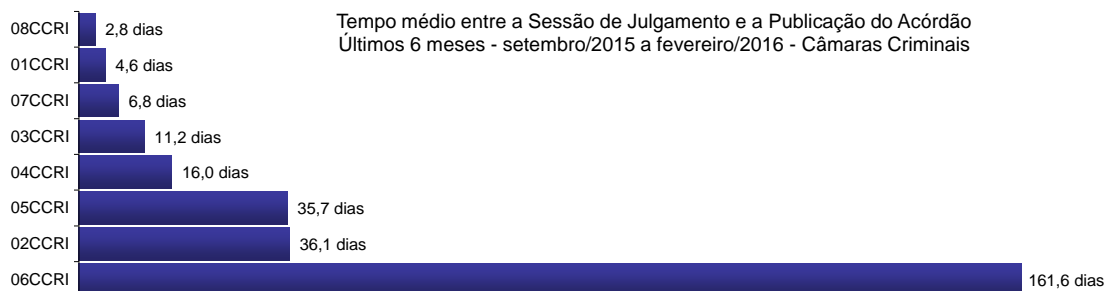 Tempo médio entre a Sessão de Julgamento e a Publicação do Acórdão
Últimos 6 meses - setembro/2015 a fevereiro/2016 - Câmaras Criminais
08CCRI 2,8 dias
01CCRI 4,6 dias
07CCRI 6,8 dias
03CCRI 11,2 dias
04CCRI 16,0 dias
05CCRI 35,7 dias
02CCRI 36,1 dias
06CCRI 161,6 dias